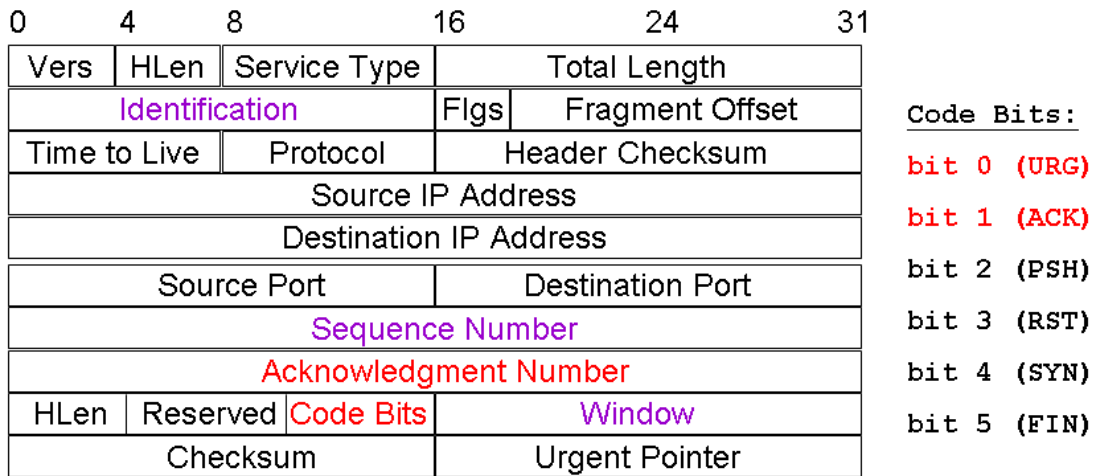 0 4 8 16 24 31
Vers HLen Service Type Total Length
Identification Flgs Fragment Offset
Time to Live Protocol Header Checksum
Source IP Address
Destination IP Address
Source Port Destination Port
Sequence Number
Acknowledgment Number
HLen Reserved Code Bits Window
Checksum Urgent Pointer
Code Bits:
bit 0 (URG)
bit 1 (ACK)
bit 2 (PSH)
bit 3 (RST)
bit 4 (SYN)
bit 5 (FIN)